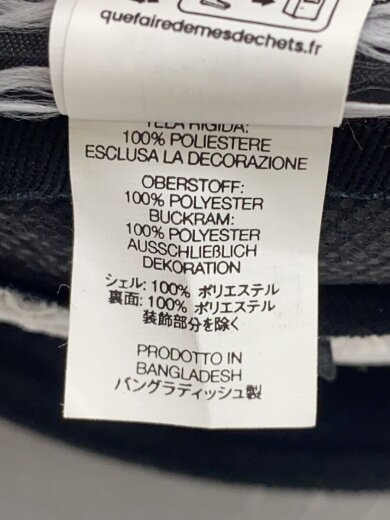 quefairedemesdechets.fr
TELA RIGIDA:
100% POLIESTERE
ESCLUSA LA DECORAZIONE
OBERSTOFF:
100% POLYESTER
BUCKRAM:
100% POLYESTER
AUSSCHLIEßLICH
DEKORATION
シェル: 100% ポリエステル
裏面: 100% ポリエステル
装飾部分を除く
PRODOTTO IN
BANGLADESH
バングラディッシュ製